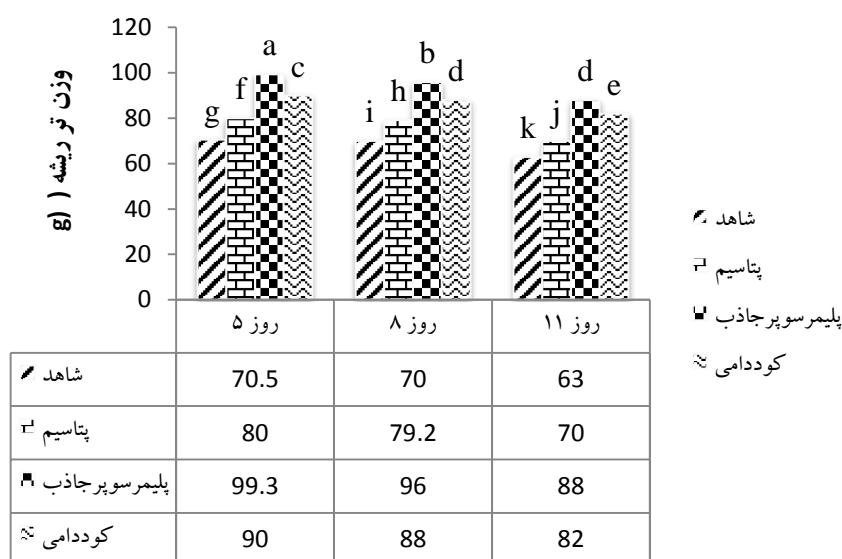 120
100
80
60
40
20
0
وزن تر ریشه ( (g
g f a c
i h b d
k j d e
روز ۵ روز ۸ روز ۱۱
شاهد 70.5 70 63
پتاسیم 80 79.2 70
پلیمرسوپرجاذب 99.3 96 88
کوددامی 90 88 82
شاهد
پتاسیم
پلیمرسوپرجاذب
کوددامی